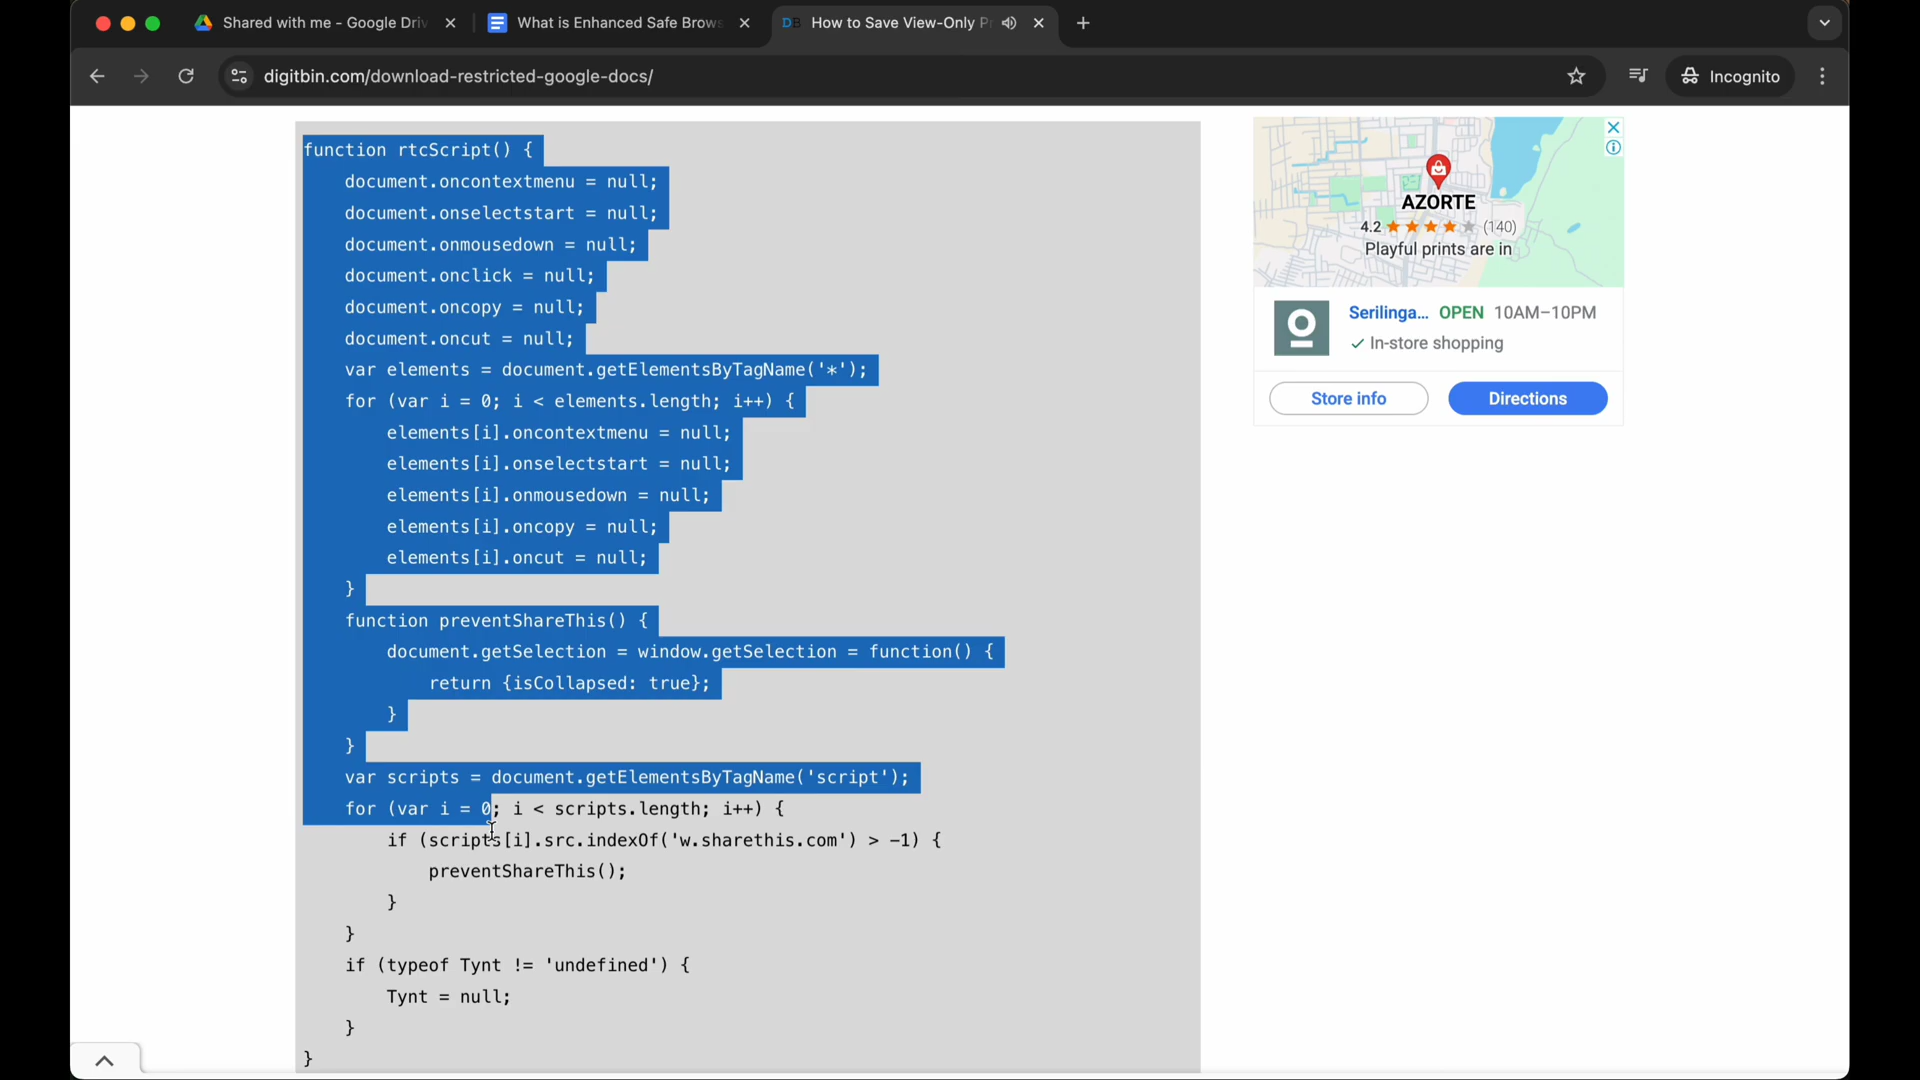 Shared with me - Google Driv
What is Enhanced Safe Brows
DB How to Save View-Only P
digitbin.com/download-restricted-google-docs/
Incognito
function rtcScript() {
document.oncontextmenu = null;
document.onselectstart = null;
document.onmousedown = null;
document.onclick = null;
document.oncopy = null;
document.oncut = null;
var elements = document.getElementsByTagName('*');
for (var i = 0; i < elements.length; i++) {
elements[i].oncontextmenu = null;
elements[i].onselectstart = null;
elements[i].onmousedown = null;
elements[i].oncopy = null;
elements[i].oncut = null;
}
function preventShareThis() {
document.getSelection = window.getSelection = function() {
return {isCollapsed: true};
}
}
var scripts = document.getElementsByTagName('script');
for (var i = 0; i < scripts.length; i++) {
if (scripts[i].src.indexOf('w.sharethis.com') > -1) {
preventShareThis();
}
}
if (typeof Tynt != 'undefined') {
Tynt = null;
}
}
AZORTE
4.2 (140)
Playful prints are in
Serilinga... OPEN 10AM–10PM
In-store shopping
Store info
Directions